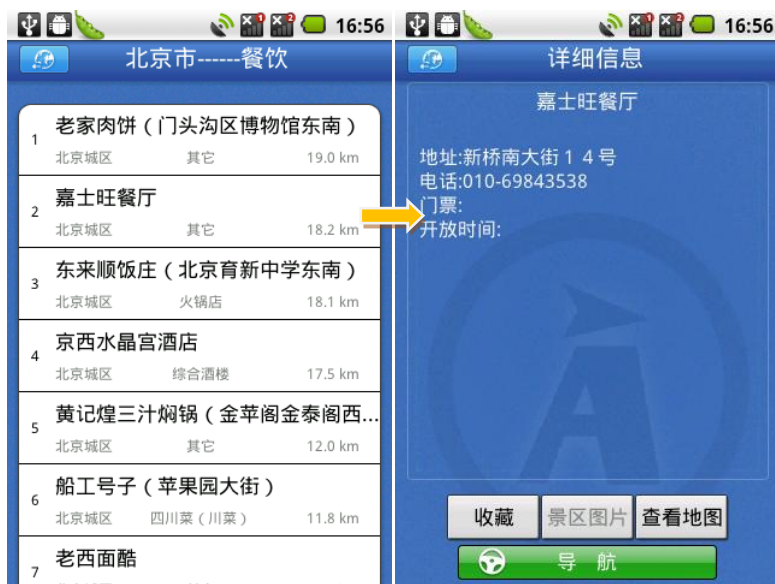 16:56
北京市------餐饮
1
老家肉饼（门头沟区博物馆东南）
北京城区 其它 19.0 km
2
嘉士旺餐厅
北京城区 其它 18.2 km
3
东来顺饭庄（北京育新中学东南）
北京城区 火锅店 18.1 km
4
京西水晶宫酒店
北京城区 综合酒楼 17.5 km
5
黄记煌三汁焖锅（金苹阁金泰阁西...
北京城区 其它 12.0 km
6
船工号子（苹果园大街）
北京城区 四川菜（川菜） 11.8 km
7
老西面酷
16:56
详细信息
嘉士旺餐厅
地址:新桥南大街１４号
电话:010-69843538
门票:
开放时间:
收藏 景区图片 查看地图
导 航